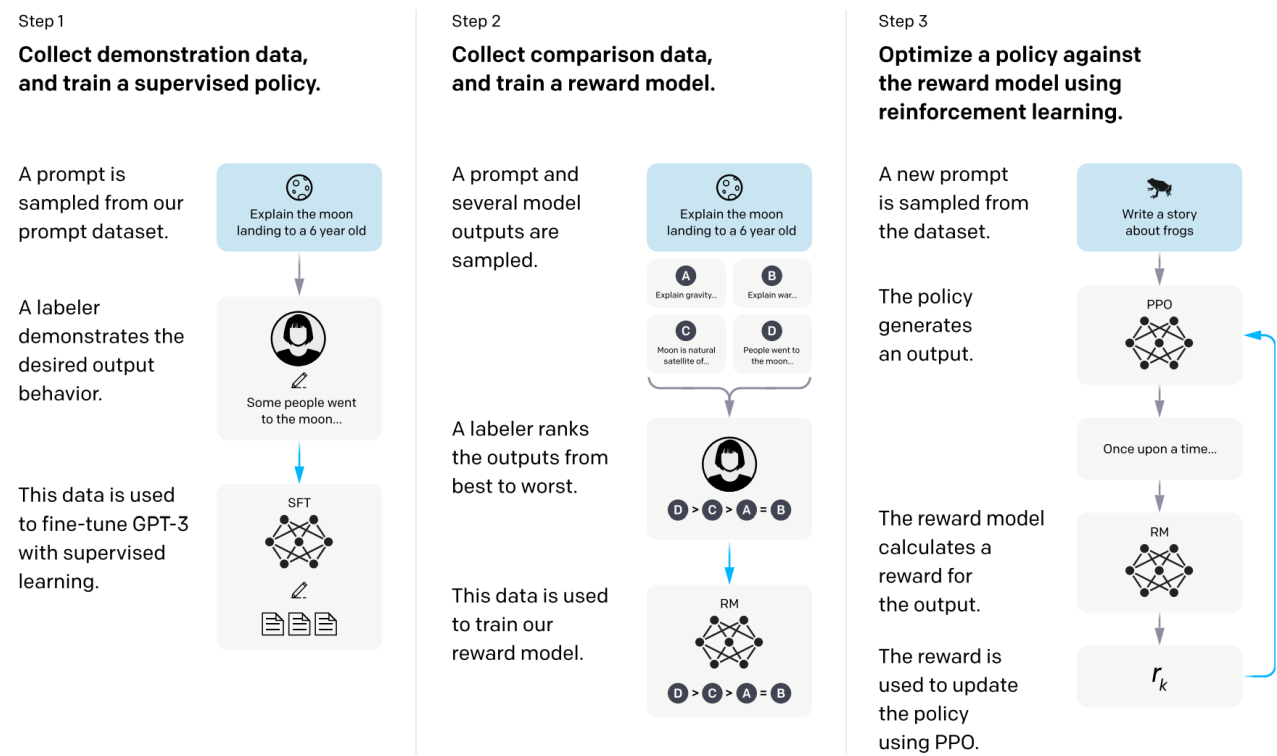 Step 1
Collect demonstration data,
and train a supervised policy.
A prompt is
sampled from our
prompt dataset.
Explain the moon
landing to a 6 year old
A labeler
demonstrates the
desired output
behavior.
Some people went
to the moon...
This data is used
to fine-tune GPT-3
with supervised
learning.
SFT
Step 2
Collect comparison data,
and train a reward model.
A prompt and
several model
outputs are
sampled.
Explain the moon
landing to a 6 year old
A
Explain gravity...
B
Explain war...
C
Moon is natural
satellite of...
D
People went to
the moon...
A labeler ranks
the outputs from
best to worst.
D > C > A = B
This data is used
to train our
reward model.
RM
D > C > A = B
Step 3
Optimize a policy against
the reward model using
reinforcement learning.
A new prompt
is sampled from
the dataset.
Write a story
about frogs
The policy
generates
an output.
PPO
Once upon a time...
The reward model
calculates a
reward for
the output.
RM
The reward is
used to update
the policy
using PPO.
rk